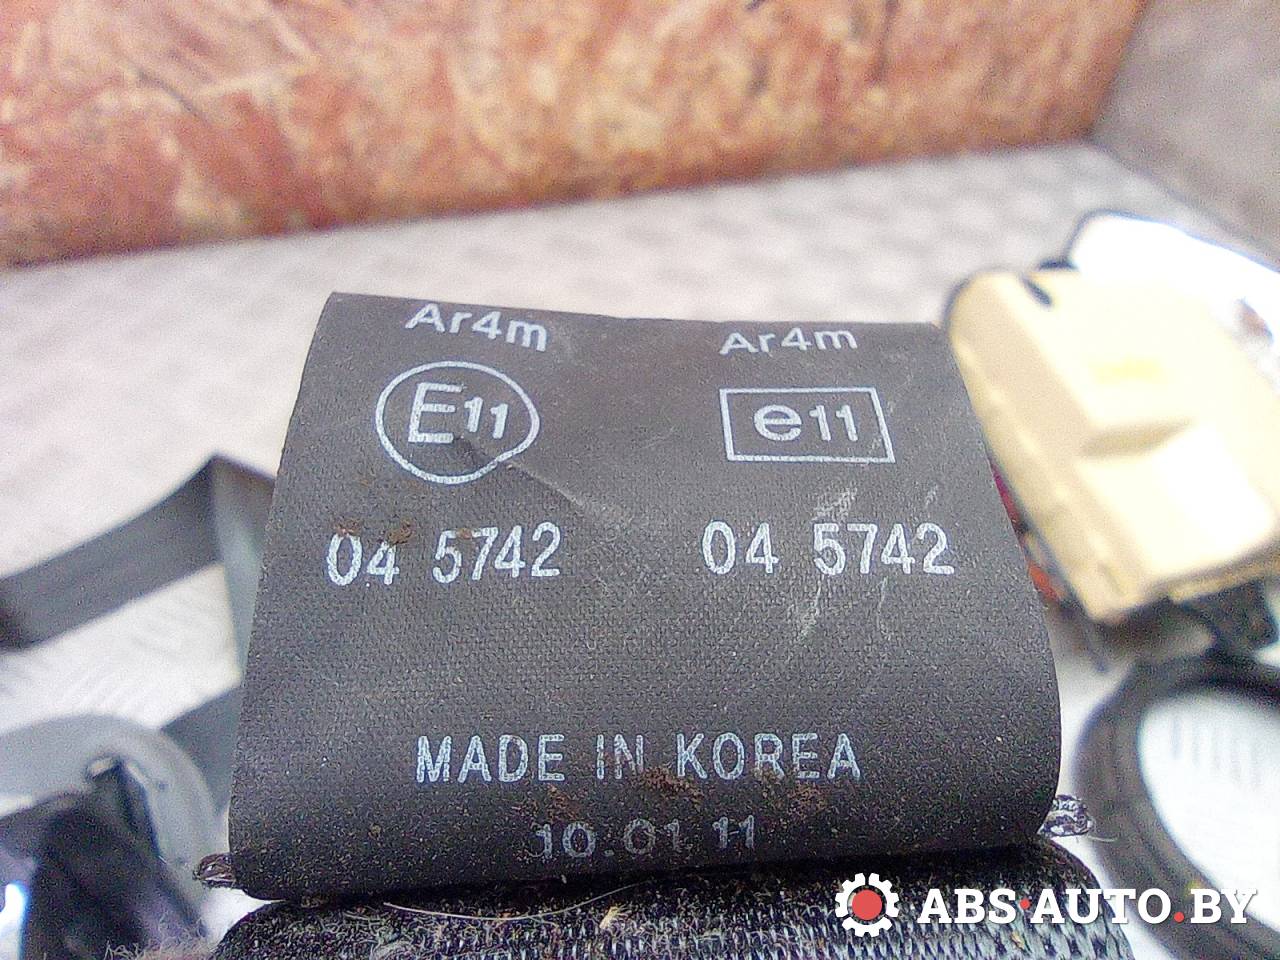 Ar4m Ar4m
E11 e11
04 5742 04 5742
MADE IN KOREA
10.01 11
ABS-AUTO.BY